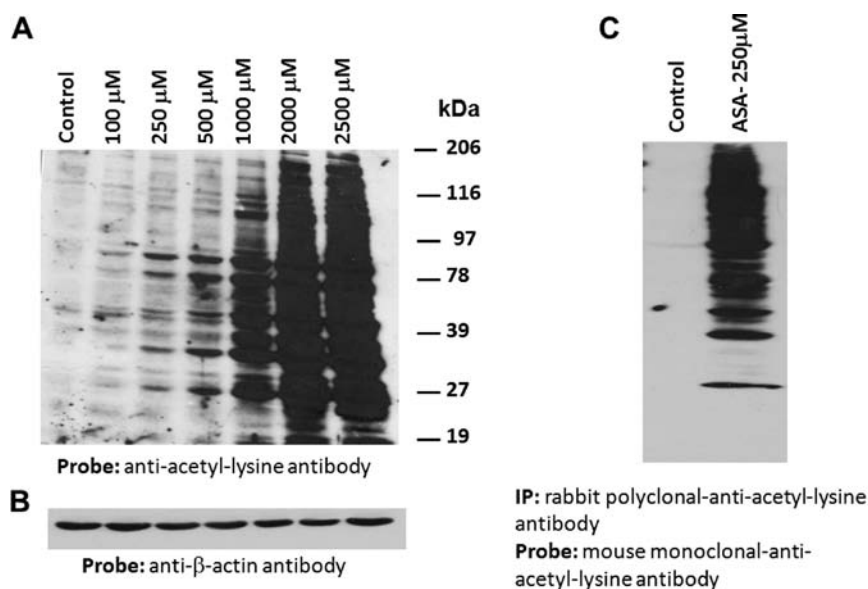 A
Control
100 μM
250 μM
500 μM
1000 μM
2000 μM
2500 μM
kDa
206
116
97
78
39
27
19
Probe: anti-acetyl-lysine antibody
B
Probe: anti-β-actin antibody
C
Control
ASA- 250μM
IP: rabbit polyclonal-anti-acetyl-lysine
antibody
Probe: mouse monoclonal-anti-
acetyl-lysine antibody